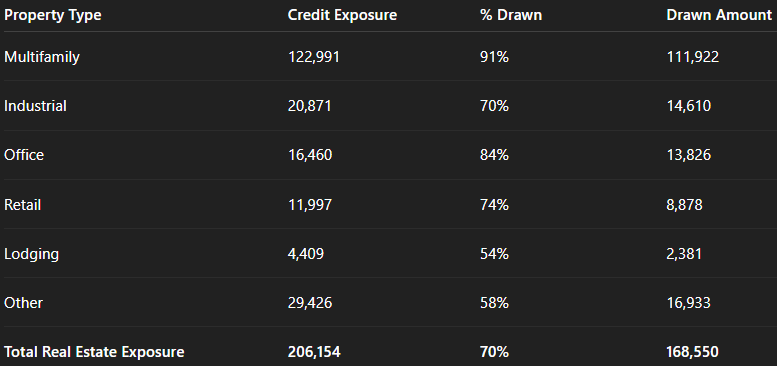 Property Type Credit Exposure % Drawn Drawn Amount
Multifamily 122,991 91% 111,922
Industrial 20,871 70% 14,610
Office 16,460 84% 13,826
Retail 11,997 74% 8,878
Lodging 4,409 54% 2,381
Other 29,426 58% 16,933
Total Real Estate Exposure 206,154 70% 168,550